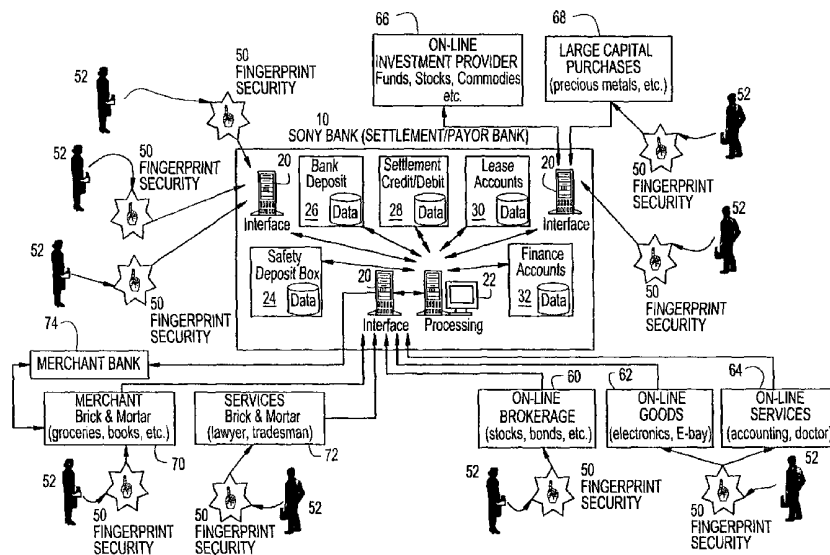 66
68
52
50
FINGERPRINT
SECURITY
ON-LINE
INVESTMENT PROVIDER
Funds, Stocks, Commodities
etc.
LARGE CAPITAL
PURCHASES
(precious metals, etc.)
10
SONY BANK (SETTLEMENT/PAYOR BANK)
52
50
FINGERPRINT
SECURITY
52
50
FINGERPRINT
SECURITY
20
Interface
Bank
Deposit
26
Data
Settlement
Credit/Debit
28
Data
Lease
Accounts
30
Data
20
Interface
52
50
FINGERPRINT
SECURITY
52
50
FINGERPRINT
SECURITY
Safety
Deposit Box
24
Data
20
Interface
22
Processing
Finance
Accounts
32
Data
74
MERCHANT BANK
MERCHANT
Brick & Mortar
(groceries, books, etc.)
70
SERVICES
Brick & Mortar
(lawyer, tradesman)
72
60
ON-LINE
BROKERAGE
(stocks, bonds, etc.)
62
ON-LINE
GOODS
(electronics, E-bay)
64
ON-LINE
SERVICES
(accounting, doctor)
52
50
FINGERPRINT
SECURITY
50
FINGERPRINT
SECURITY
52
52
50
FINGERPRINT
SECURITY
50
FINGERPRINT
SECURITY
52